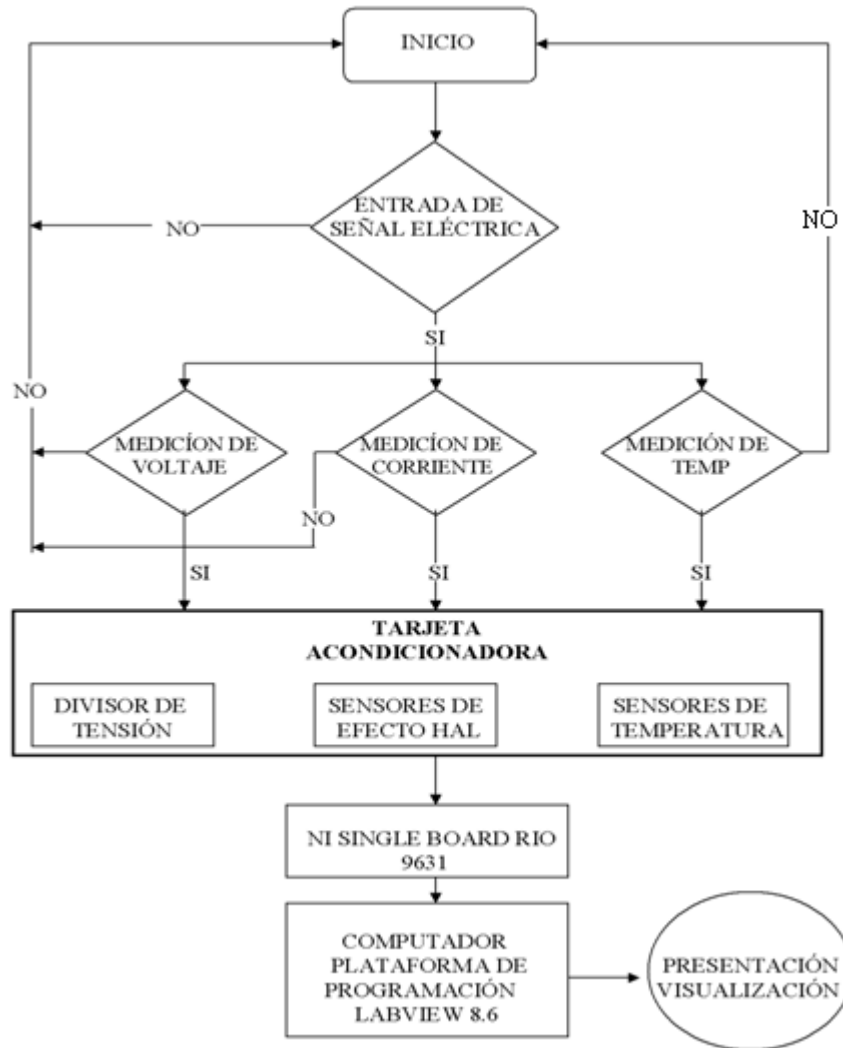 INICIO
ENTRADA DE
SEÑAL ELÉCTRICA
NO
NO
SI
NO
MEDICÍON DE
VOLTAJE
MEDICÍON DE
CORRIENTE
MEDICIÓN DE
TEMP
NO
SI
SI
SI
TARJETA
ACONDICIONADORA
DIVISOR DE
TENSIÓN
SENSORES DE
EFECTO HAL
SENSORES DE
TEMPERATURA
NI SINGLE BOARD RIO
9631
COMPUTADOR
PLATAFORMA DE
PROGRAMACIÓN
LABVIEW 8.6
PRESENTACIÓN
VISUALIZACIÓN